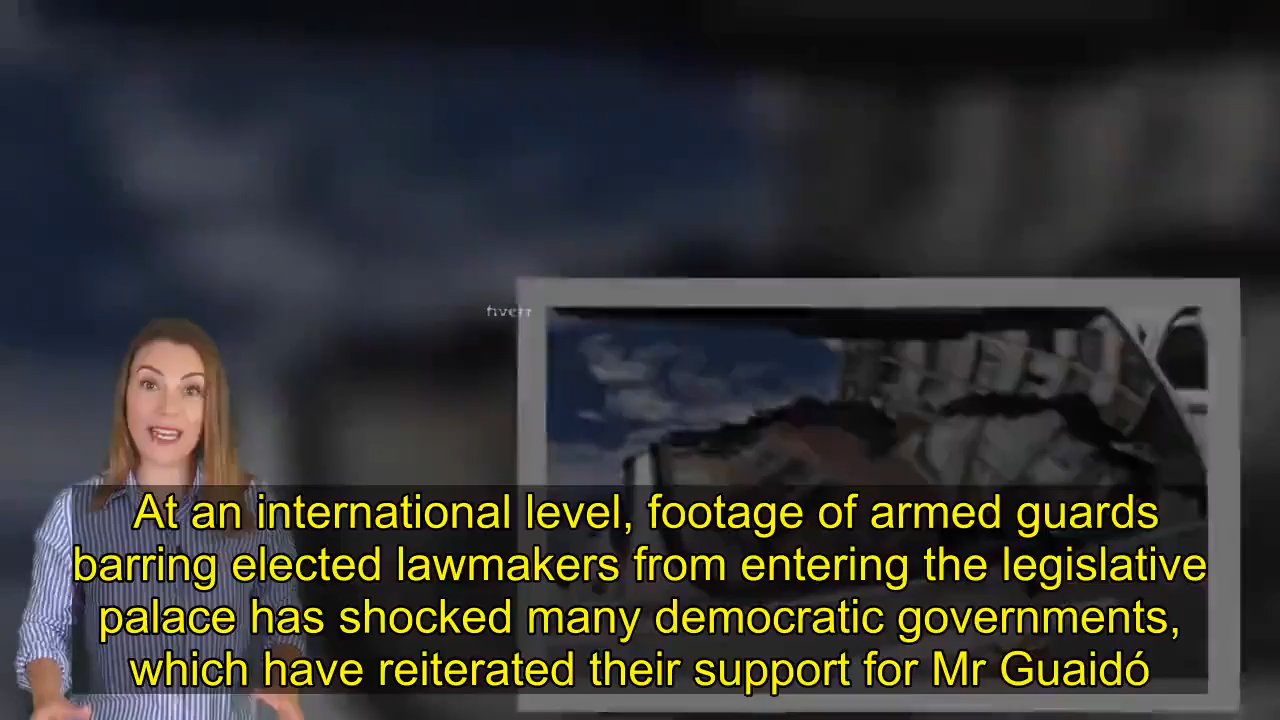 fiverr
At an international level, footage of armed guards
barring elected lawmakers from entering the legislative
palace has shocked many democratic governments,
which have reiterated their support for Mr Guaidó